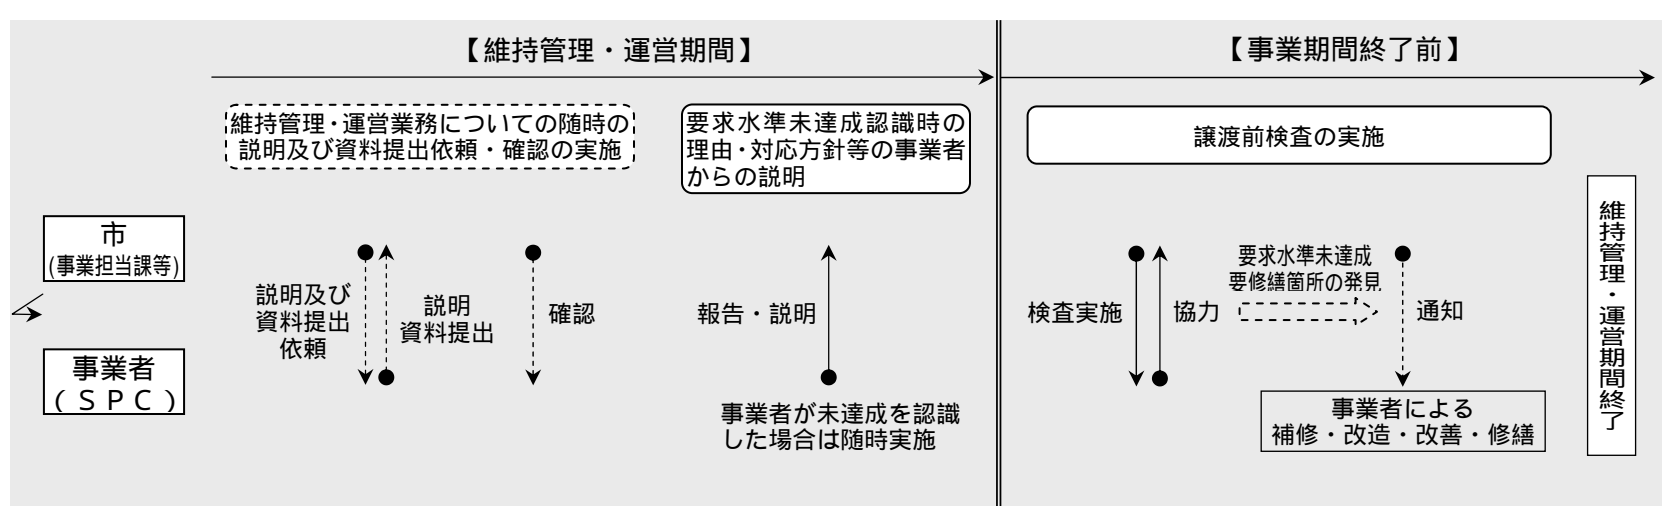 【維持管理・運営期間】
【事業期間終了前】
維持管理・運営業務についての随時の
説明及び資料提出依頼・確認の実施
要求水準未達成認識時の
理由・対応方針等の事業者
からの説明
譲渡前検査の実施
市
(事業担当課等)
事業者
(ＳＰＣ)
説明及び
資料提出
依頼
説明
資料提出
確認
報告・説明
事業者が未達成を認識
した場合は随時実施
検査実施
協力
要求水準未達成
要修繕箇所の発見
通知
事業者による
補修・改造・改善・修繕
維持管理・運営期間終了